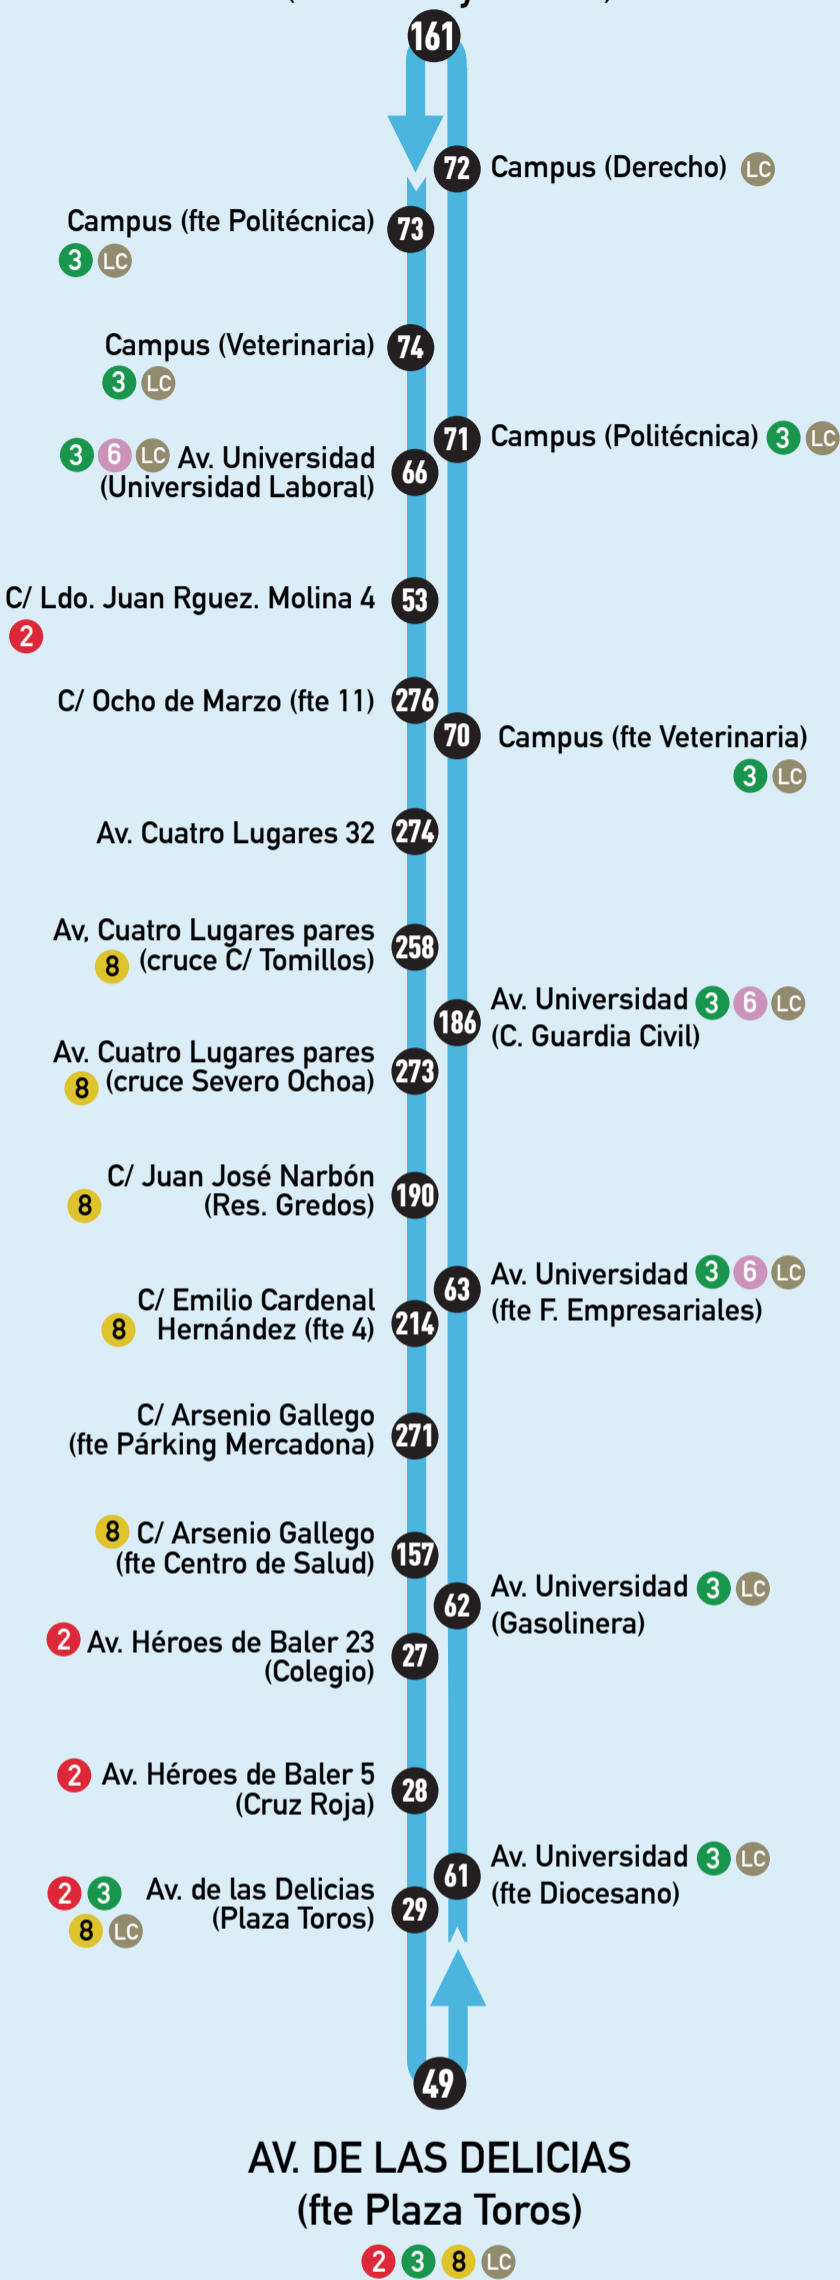 161
72 Campus (Derecho) LC
Campus (fte Politécnica) 73
3 LC
Campus (Veterinaria) 74
3 LC
71 Campus (Politécnica) 3 LC
3 6 LC Av. Universidad
(Universidad Laboral) 66
C/ Ldo. Juan Rguez. Molina 4 53
2
C/ Ocho de Marzo (fte 11) 276
70 Campus (fte Veterinaria)
3 LC
Av. Cuatro Lugares 32 274
Av, Cuatro Lugares pares
8 (cruce C/ Tomillos) 258
Av. Universidad 3 6 LC
186 (C. Guardia Civil)
Av. Cuatro Lugares pares
8 (cruce Severo Ochoa) 273
C/ Juan José Narbón
8 (Res. Gredos) 190
Av. Universidad 3 6 LC
63 (fte F. Empresariales)
C/ Emilio Cardenal
8 Hernández (fte 4) 214
C/ Arsenio Gallego
(fte Párking Mercadona) 271
8 C/ Arsenio Gallego
(fte Centro de Salud) 157
Av. Universidad 3 LC
62 (Gasolinera)
2 Av. Héroes de Baler 23
(Colegio) 27
2 Av. Héroes de Baler 5
(Cruz Roja) 28
Av. Universidad 3 LC
61 (fte Diocesano)
2 3 Av. de las Delicias
(Plaza Toros) 29
8 LC
49
AV. DE LAS DELICIAS
(fte Plaza Toros)
2 3 8 LC